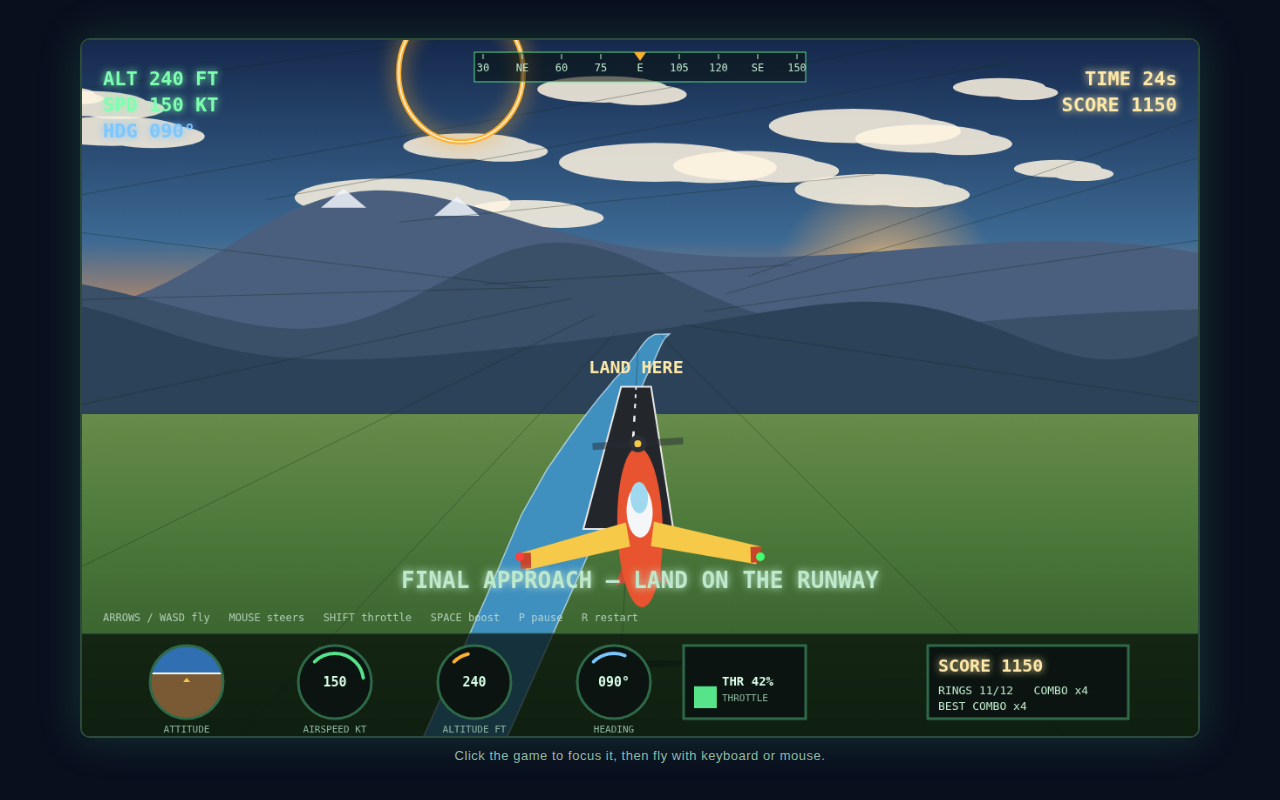 30 NE 60 75 E 105 120 SE 150
ALT 240 FT
SPD 150 KT
HDG 090°
TIME 24s
SCORE 1150
LAND HERE
FINAL APPROACH — LAND ON THE RUNWAY
ARROWS / WASD fly MOUSE steers SHIFT throttle SPACE boost P pause R restart
ATTITUDE
150
AIRSPEED KT
240
ALTITUDE FT
090°
HEADING
THR 42%
THROTTLE
SCORE 1150
RINGS 11/12 COMBO x4
BEST COMBO x4
Click the game to focus it, then fly with keyboard or mouse.